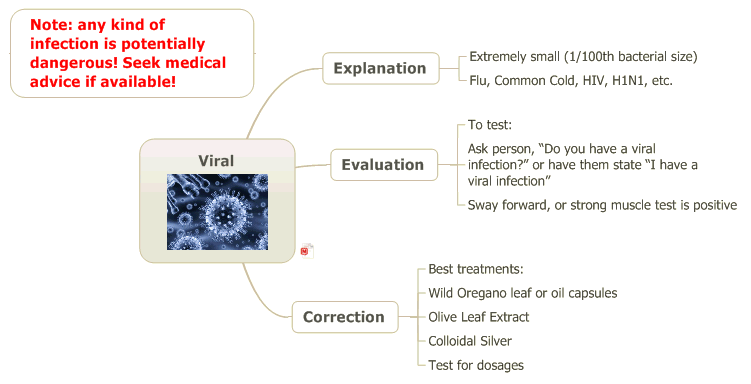 Note: any kind of
infection is potentially
dangerous! Seek medical
advice if available!
Explanation
Extremely small (1/100th bacterial size)
Flu, Common Cold, HIV, H1N1, etc.
Viral
Evaluation
To test:
Ask person, “Do you have a viral
infection?” or have them state “I have a
viral infection”
Sway forward, or strong muscle test is positive
Correction
Best treatments:
Wild Oregano leaf or oil capsules
Olive Leaf Extract
Colloidal Silver
Test for dosages